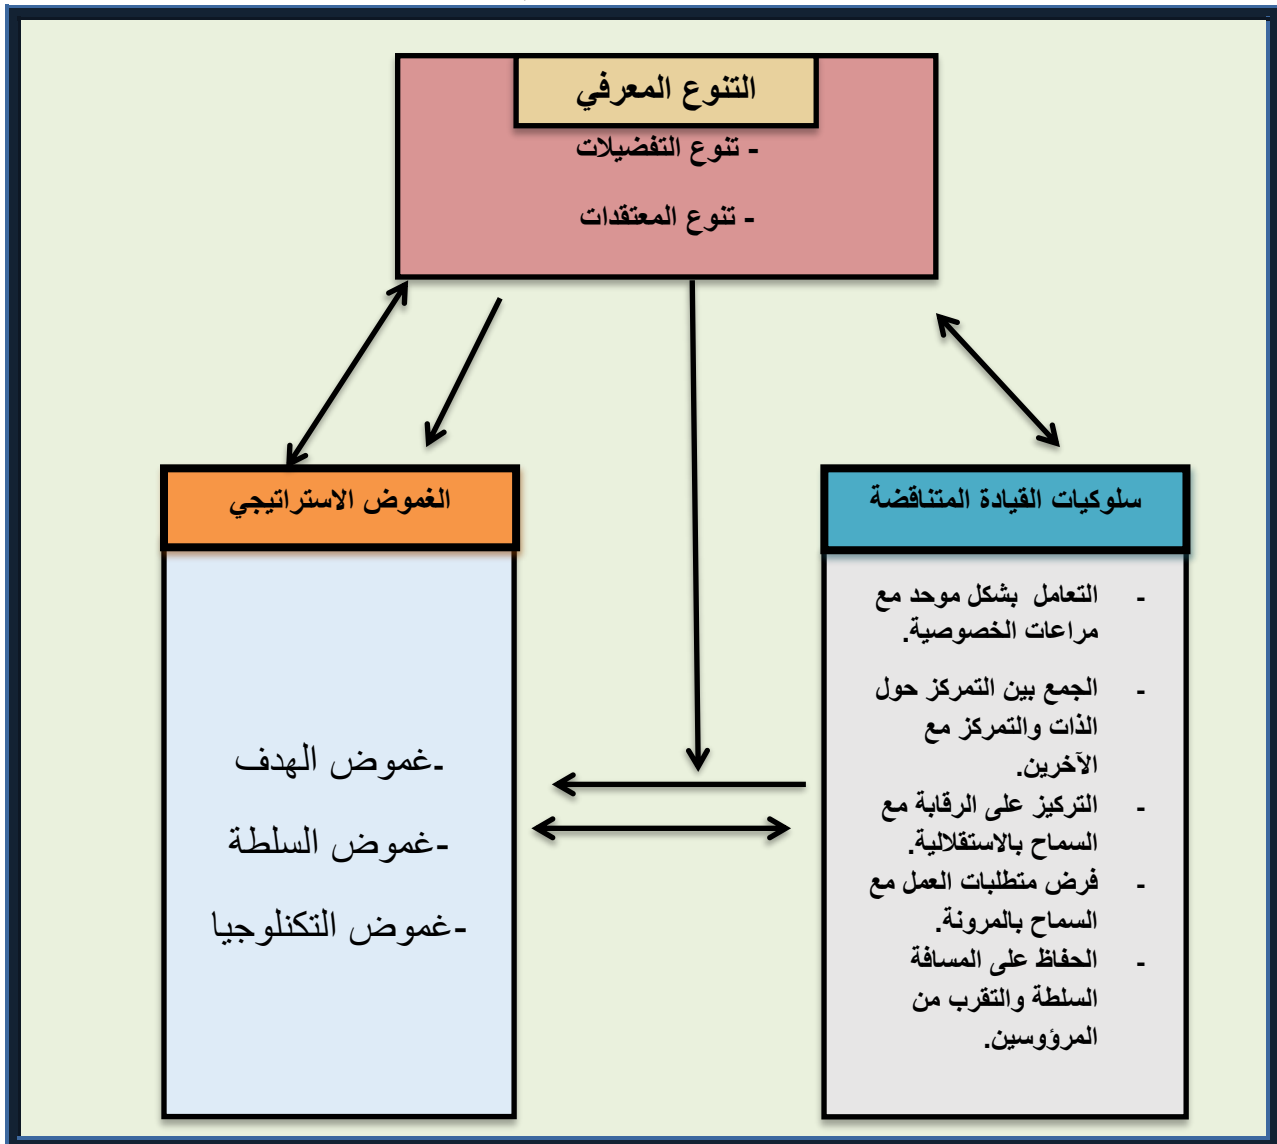 التنوع المعرفي
- تنوع التفضيلات
- تنوع المعتقدات
سلوكيات القيادة المتناقضة
- التعامل بشكل موحد مع
مراعات الخصوصية.
- الجمع بين التمركز حول
الذات والتمركز مع
الآخرين.
- التركيز على الرقابة مع
السماح بالاستقلالية.
- فرض متطلبات العمل مع
السماح بالمرونة.
- الحفاظ على المسافة
السلطة والتقرب من
المرؤوسين.
الغموض الاستراتيجي
-غموض الهدف
-غموض السلطة
-غموض التكنلوجيا